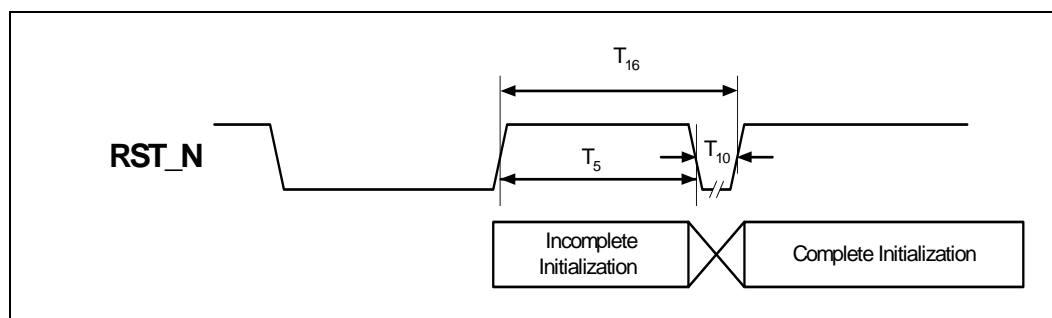 T16
RST_N
T5
T10
Incomplete
Initialization
Complete Initialization